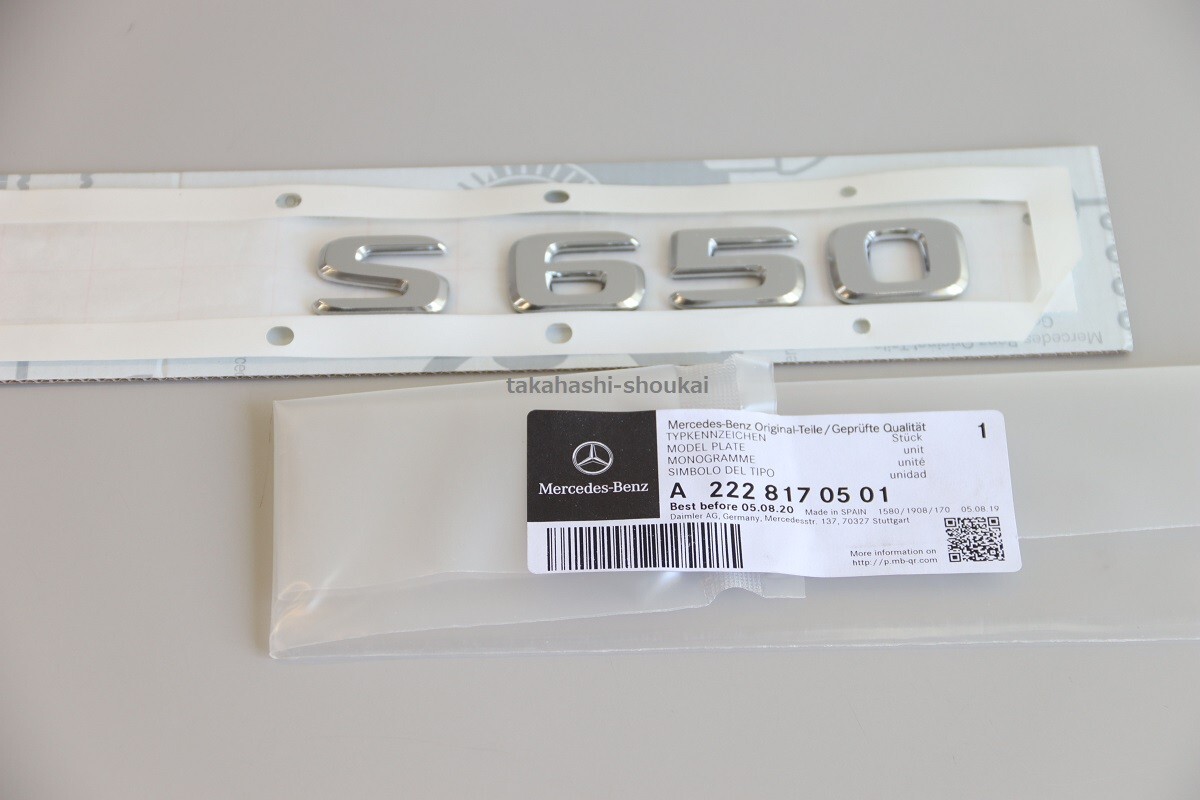 S 650
takahashi-shoukai
Mercedes-Benz
Mercedes-Benz Original-Teile/Geprüfte Qualität
TYPKENNZEICHEN Stück 1
MODEL PLATE unit
MONOGRAMME unité
SIMBOLO DEL TIPO unidad
A 222 817 05 01
Best before 05.08.20 Made in SPAIN 1580/1908/170 05.08.19
Daimler AG, Germany, Mercedesstr. 137, 70327 Stuttgart
More information on
http://p.mb-qr.com